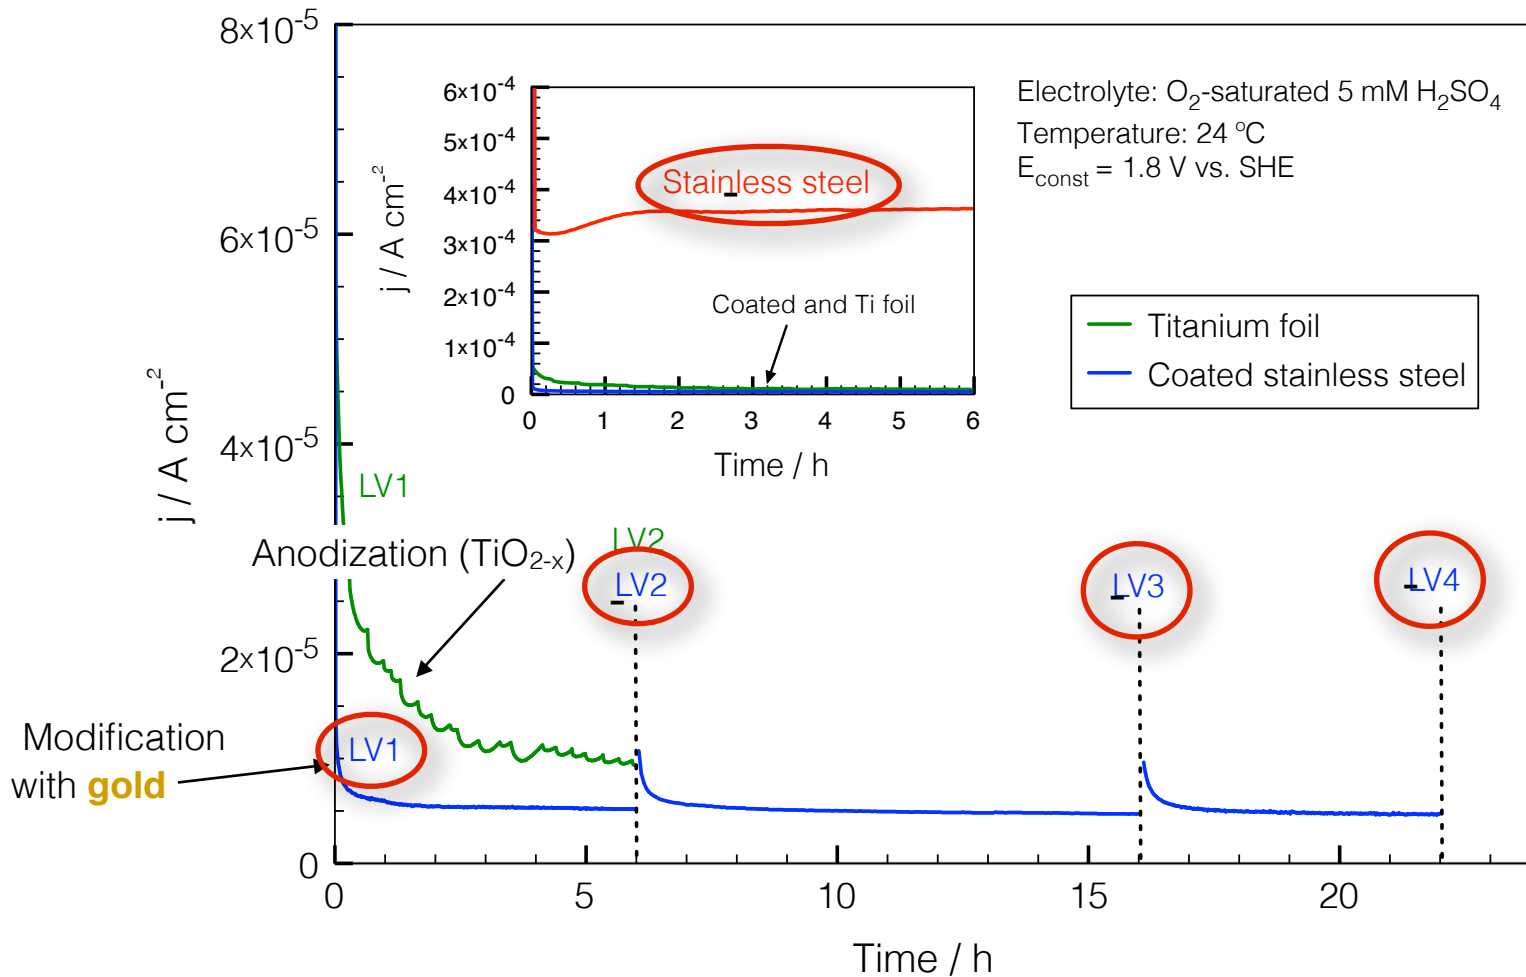 8x10-5
6x10-5
4x10-5
2x10-5
0
j / A cm-2
0
5
10
15
20
Time / h
6x10-4
5x10-4
4x10-4
3x10-4
2x10-4
1x10-4
0
j / A cm-2
0
1
2
3
4
5
6
Time / h
Stainless steel
Coated and Ti foil
Electrolyte: O2-saturated 5 mM H2SO4
Temperature: 24 oC
Econst = 1.8 V vs. SHE
Titanium foil
Coated stainless steel
LV1
Anodization (TiO2-x)
LV2
LV2
LV3
LV4
Modification
with gold
LV1